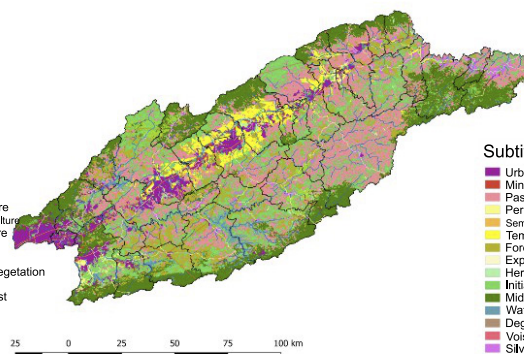 re
lture
re
egetation
st
25 0 25 50 75 100 km
Subti
Urb
Min
Pas
Per
Sem
Tem
Fore
Exp
Her
Initia
Mid
Wat
Deg
Vois
Silv